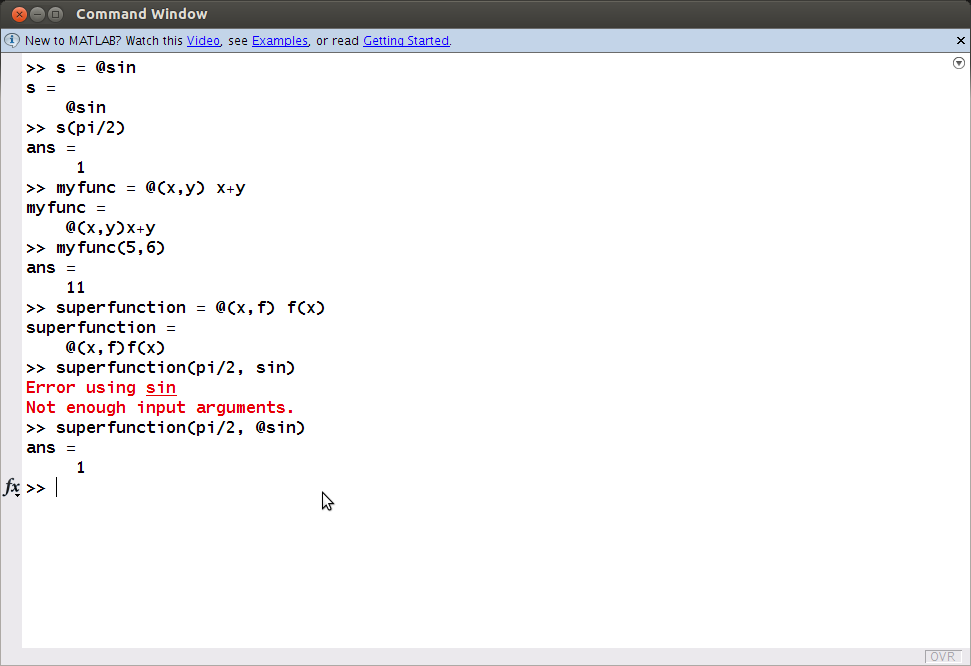 Command Window
New to MATLAB? Watch this Video, see Examples, or read Getting Started.
>> s = @sin
s =
    @sin
>> s(pi/2)
ans =
     1
>> myfunc = @(x,y) x+y
myfunc =
    @(x,y)x+y
>> myfunc(5,6)
ans =
    11
>> superfunction = @(x,f) f(x)
superfunction =
    @(x,f)f(x)
>> superfunction(pi/2, sin)
Error using sin
Not enough input arguments.
>> superfunction(pi/2, @sin)
ans =
     1
fx >>
OVR